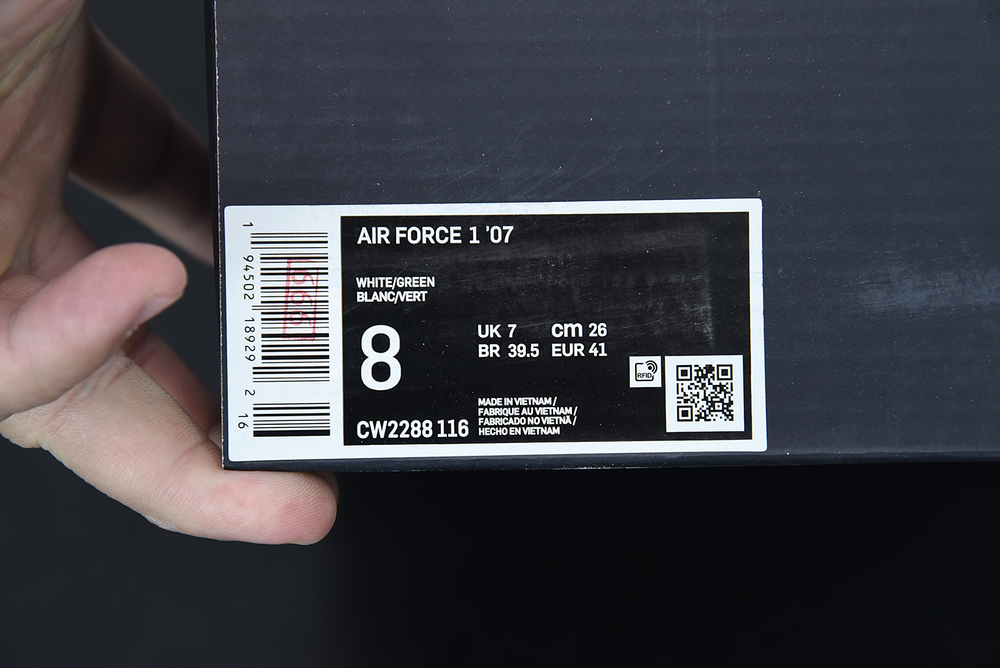 AIR FORCE 1 '07
WHITE/GREEN
BLANC/VERT
8
UK 7 cm 26
BR 39.5 EUR 41
RFID
MADE IN VIETNAM /
FABRIQUE AU VIETNAM /
FABRICADO NO VIETNÃ /
HECHO EN VIETNAM
CW2288 116
1 94502 18929 2 16